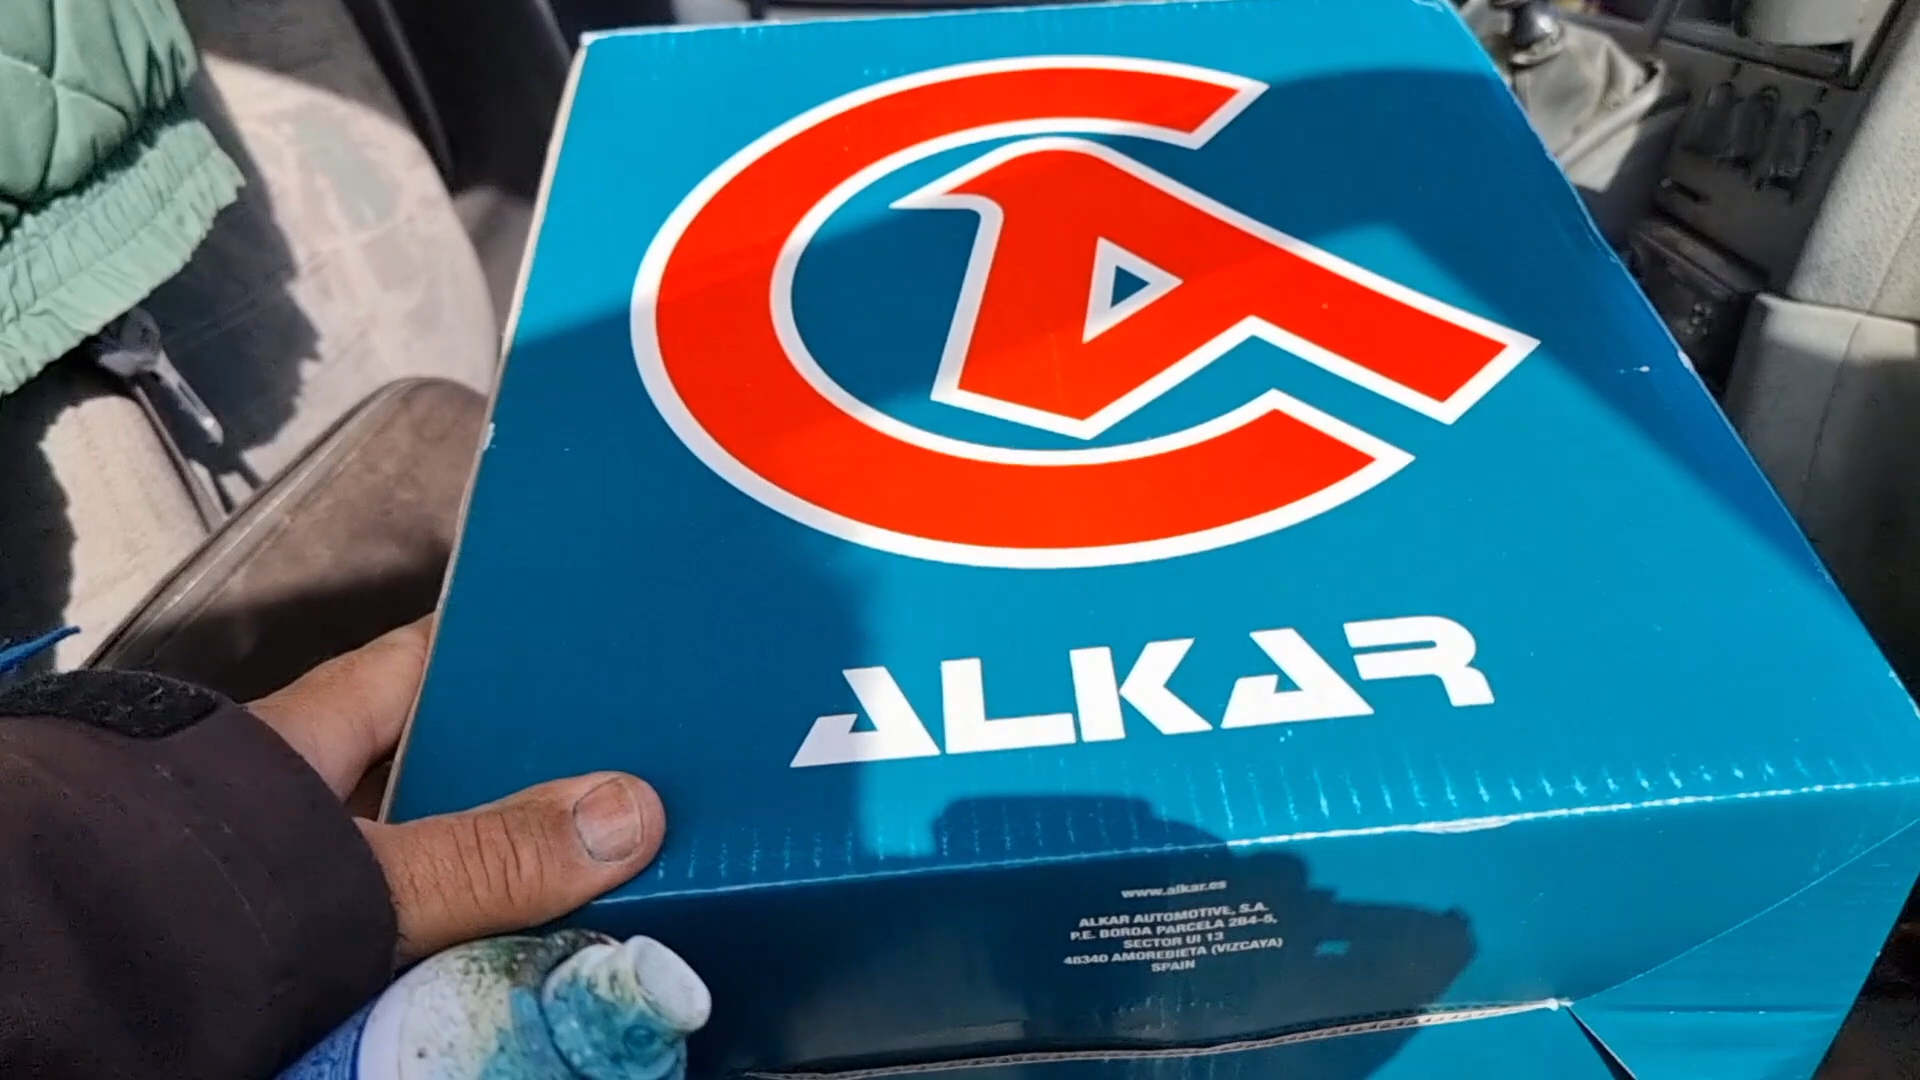 ALKAR
www.alkar.es
ALKAR AUTOMOTIVE, S.A.
P.E. BOROA PARCELA 2B4-5,
SECTOR UI 13
48340 AMOREBIETA (VIZCAYA)
SPAIN